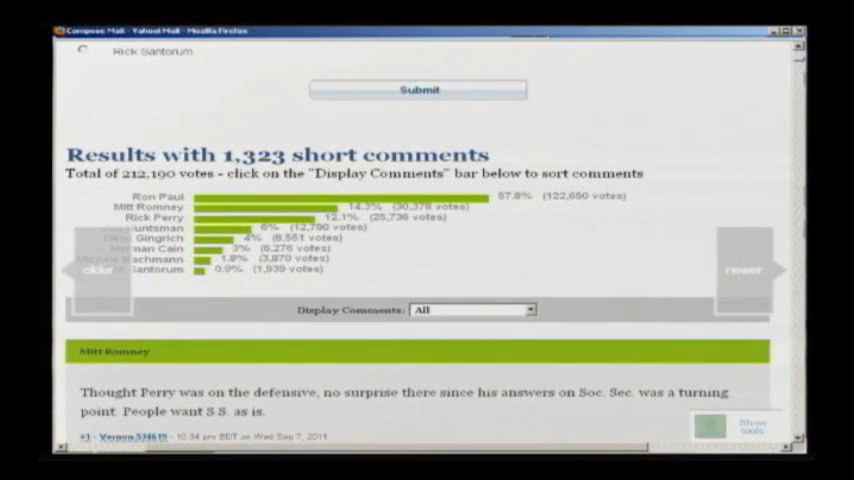 Compose Mail - Yahoo! Mail - Mozilla Firefox
Rick Santorum
Submit
Results with 1,323 short comments
Total of 212,190 votes - click on the "Display Comments" bar below to sort comments
Ron Paul 57.8% (122,650 votes)
Mitt Romney 14.3% (30,378 votes)
Rick Perry 12.1% (25,736 votes)
Huntsman 6% (12,790 votes)
Gingrich 4% (8,551 votes)
Cain 3% (6,276 votes)
Bachmann 1.8% (3,870 votes)
Santorum 0.9% (1,939 votes)
older
newer
Display Comments: All
Mitt Romney
Thought Perry was on the defensive, no surprise there since his answers on Soc. Sec. was a turning
point. People want S.S. as is.
#1 - Vernon-534619 - 10:34 pm EDT on Wed Sep 7, 2011
Show
tools